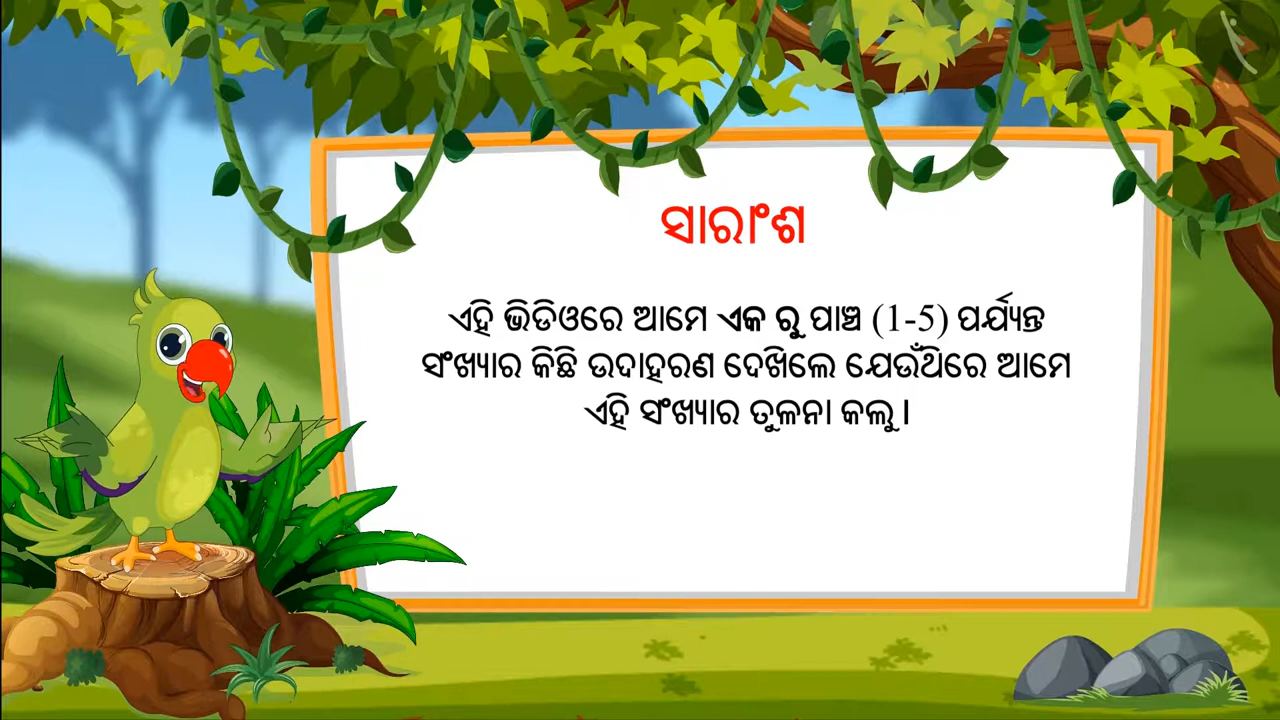 ସାରାଂଶ
ଏହି ଭିଡିଓରେ ଆମେ ଏକ ରୁ ପାଞ୍ଚ (1-5) ପର୍ଯ୍ୟନ୍ତ
ସଂଖ୍ୟାର କିଛି ଉଦାହରଣ ଦେଖିଲେ ଯେଉଁଥିରେ ଆମେ
ଏହି ସଂଖ୍ୟାର ତୁଳନା କଲୁ।